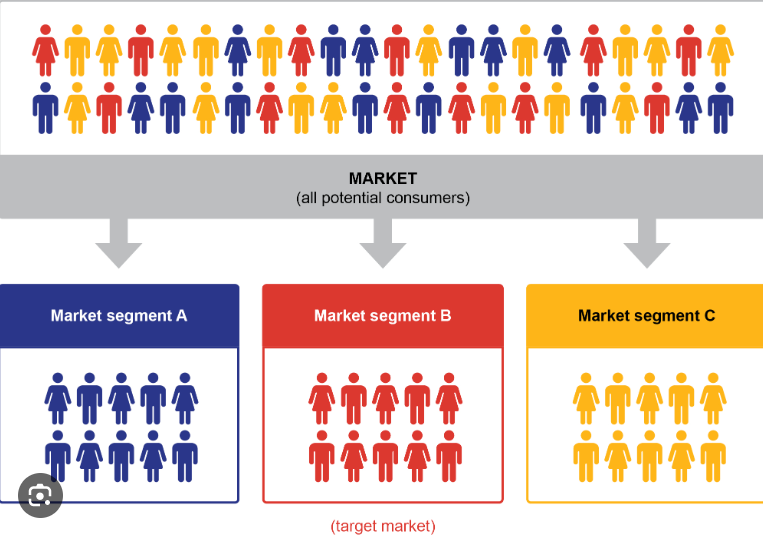 MARKET
(all potential consumers)
Market segment A
Market segment B
Market segment C
(target market)